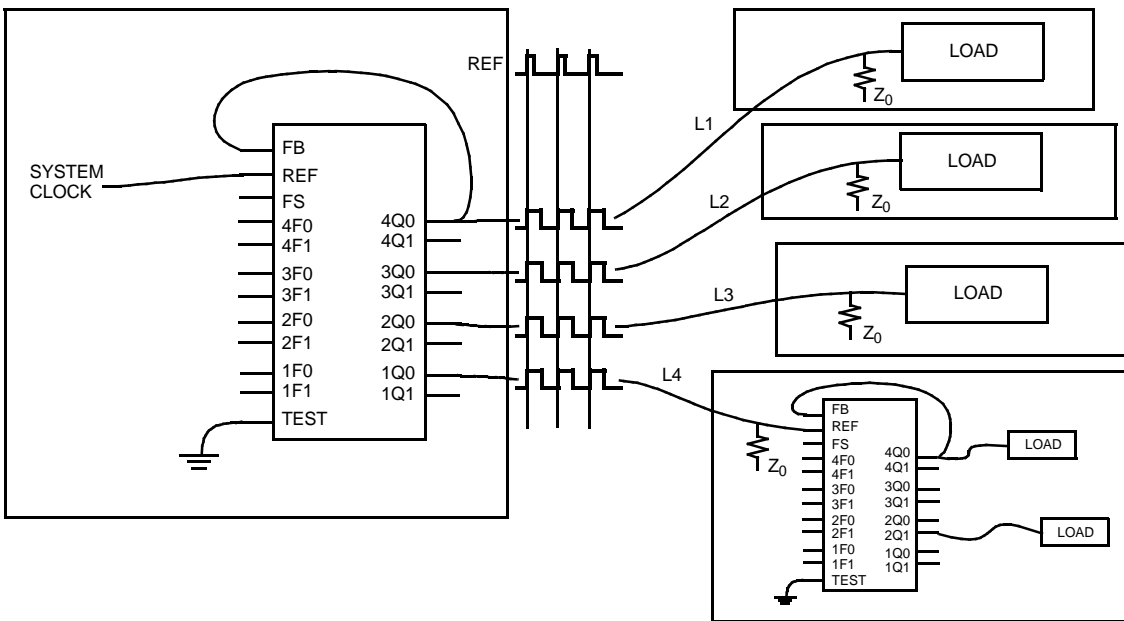 REF
SYSTEM
CLOCK
FB
REF
FS
4F0
4F1
3F0
3F1
2F0
2F1
1F0
1F1
TEST
4Q0
4Q1
3Q0
3Q1
2Q0
2Q1
1Q0
1Q1
L1
L2
L3
L4
LOAD
Z0
LOAD
Z0
LOAD
Z0
Z0
FB
REF
FS
4F0
4F1
3F0
3F1
2F0
2F1
1F0
1F1
TEST
4Q0
4Q1
3Q0
3Q1
2Q0
2Q1
1Q0
1Q1
LOAD
LOAD